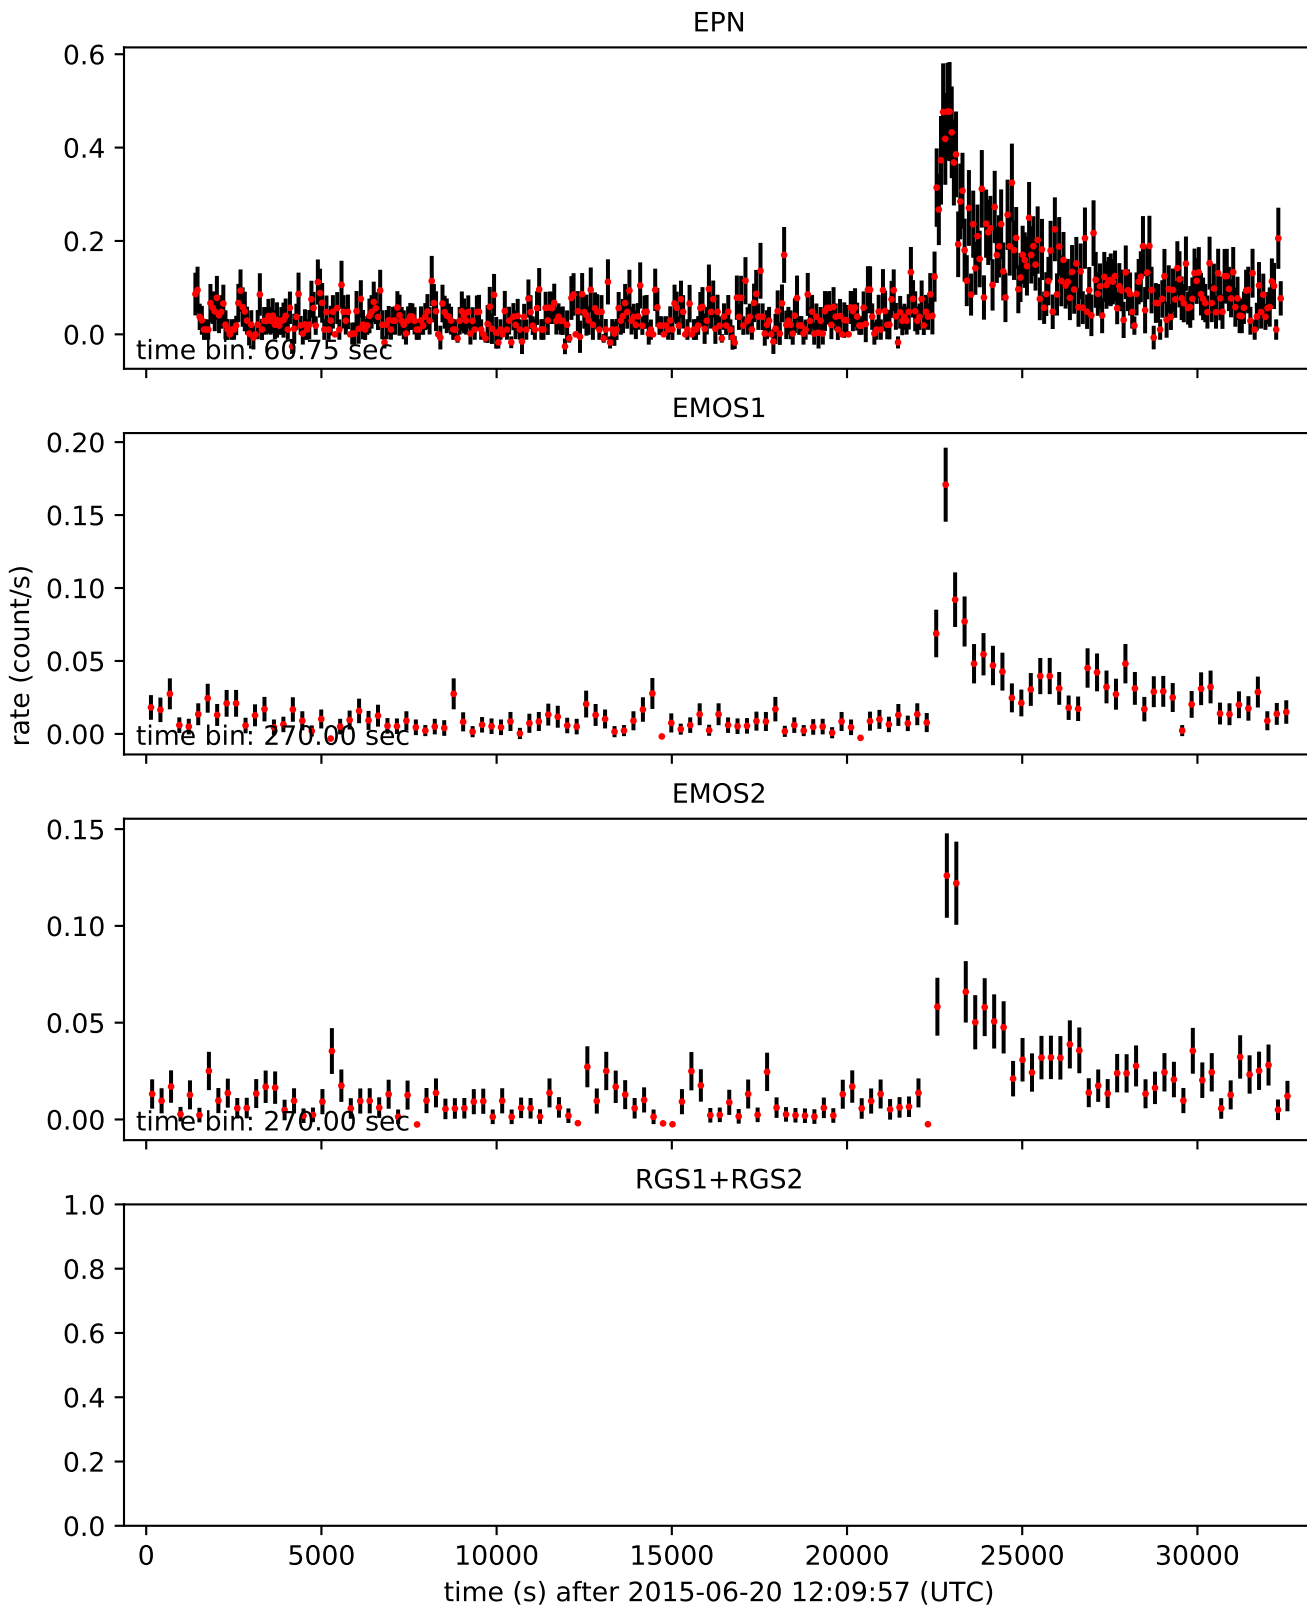 EPN
0.6
0.4
0.2
0.0
time bin: 60.75 sec
EMOS1
0.20
0.15
0.10
0.05
0.00
time bin: 270.00 sec
rate (count/s)
EMOS2
0.15
0.10
0.05
0.00
time bin: 270.00 sec
RGS1+RGS2
1.0
0.8
0.6
0.4
0.2
0.0
0 5000 10000 15000 20000 25000 30000
time (s) after 2015-06-20 12:09:57 (UTC)